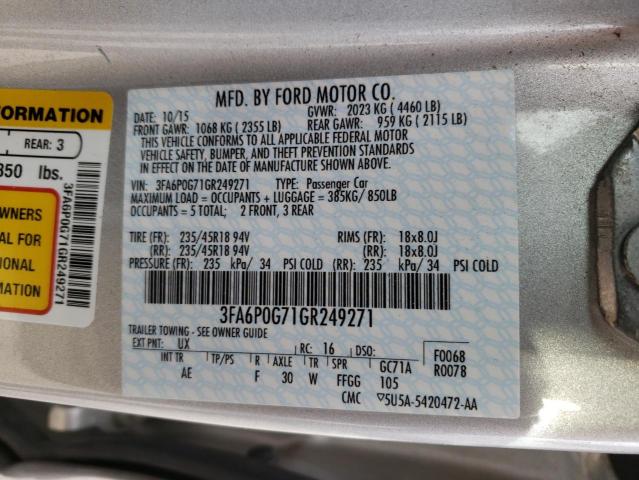 FORMATION
REAR: 3
850 lbs.
WNERS
AL FOR
TIONAL
ION
3FA6P0G71GR249271
MFD. BY FORD MOTOR CO.
DATE: 10/15 GVWR: 2023 KG ( 4460 LB)
FRONT GAWR: 1068 KG ( 2355 LB) REAR GAWR: 959 KG ( 2115 LB)
THIS VEHICLE CONFORMS TO ALL APPLICABLE FEDERAL MOTOR
VEHICLE SAFETY, BUMPER, AND THEFT PREVENTION STANDARDS
IN EFFECT ON THE DATE OF MANUFACTURE SHOWN ABOVE.
VIN: 3FA6P0G71GR249271 TYPE: Passenger Car
MAXIMUM LOAD = OCCUPANTS + LUGGAGE = 385KG/ 850LB
OCCUPANTS = 5 TOTAL; 2 FRONT, 3 REAR
TIRE (FR): 235/45R18 94V RIMS (FR): 18x8.0J
(RR): 235/45R18 94V (RR): 18x8.0J
PRESSURE (FR): 235 kPa/ 34 PSI COLD (RR): 235 kPa/ 34 PSI COLD
3FA6P0G71GR249271
TRAILER TOWING - SEE OWNER GUIDE
EXT PNT: UX RC: 16 DSO: F0068
INT TR TP/PS R AXLE TR SPR GC71A R0078
AE F 30 W FFGG 105
CMC ▽5U5A-5420472-AA